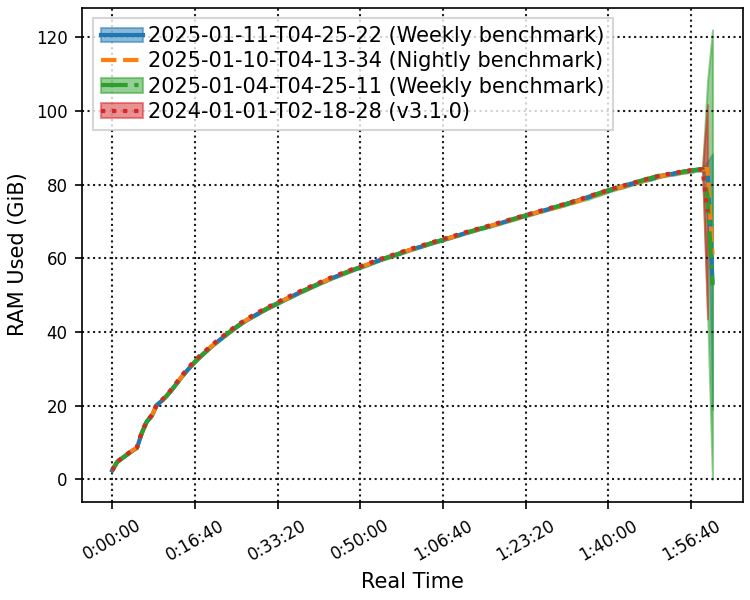 2025-01-11-T04-25-22 (Weekly benchmark)
2025-01-10-T04-13-34 (Nightly benchmark)
2025-01-04-T04-25-11 (Weekly benchmark)
2024-01-01-T02-18-28 (v3.1.0)
RAM Used (GiB)
120
100
80
60
40
20
0
0:00:00
0:16:40
0:33:20
0:50:00
1:06:40
1:23:20
1:40:00
1:56:40
Real Time